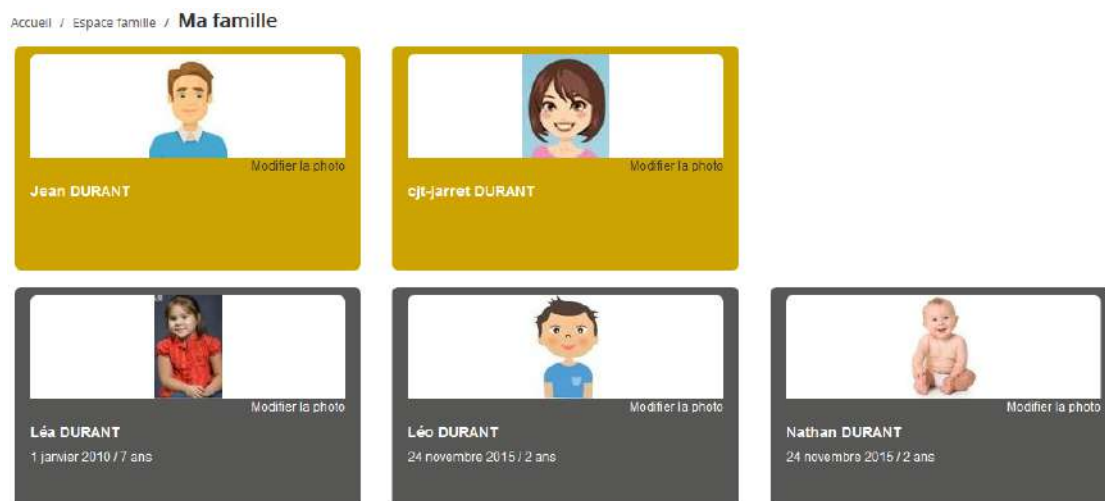 Accueil / Espace famille / Ma famille
Modifier la photo
Jean DURANT
Modifier la photo
cjt-jarret DURANT
Modifier la photo
Léa DURANT
1 janvier 2010 / 7 ans
Modifier la photo
Léo DURANT
24 novembre 2015 / 2 ans
Modifier la photo
Nathan DURANT
24 novembre 2015 / 2 ans